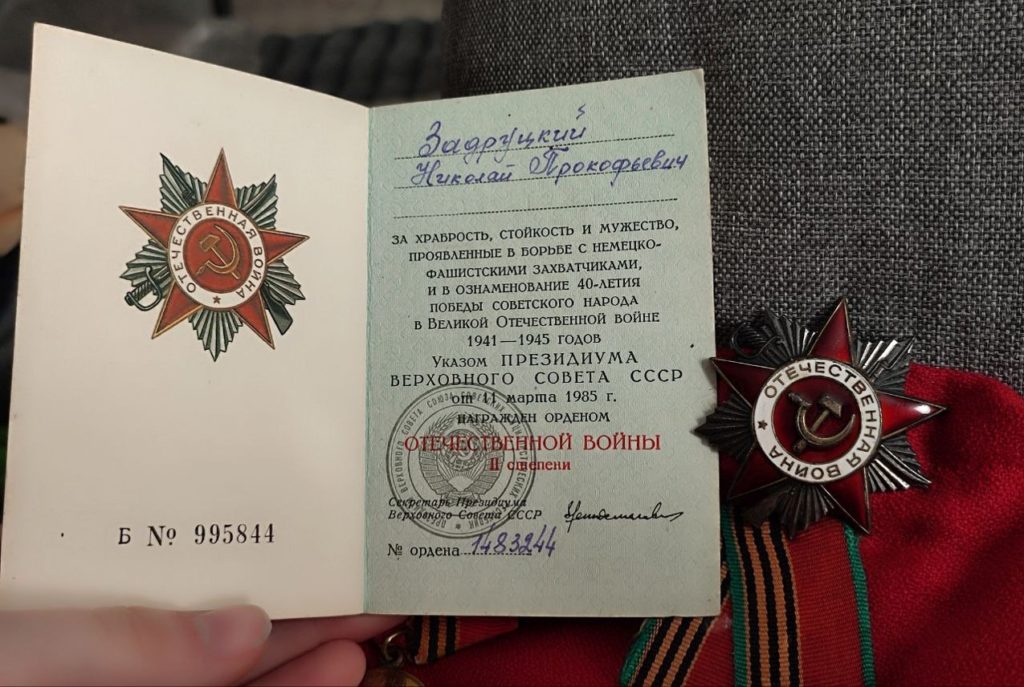 ОТЕЧЕСТВЕННАЯ ВОЙНА
Б № 995844
Задруцкий
Николай Прокофьевич
ЗА ХРАБРОСТЬ, СТОЙКОСТЬ И МУЖЕСТВО,
ПРОЯВЛЕННЫЕ В БОРЬБЕ С НЕМЕЦКО-
ФАШИСТСКИМИ ЗАХВАТЧИКАМИ,
И В ОЗНАМЕНОВАНИЕ 40-ЛЕТИЯ
ПОБЕДЫ СОВЕТСКОГО НАРОДА
В ВЕЛИКОЙ ОТЕЧЕСТВЕННОЙ ВОЙНЕ
1941—1945 ГОДОВ
УКАЗОМ ПРЕЗИДИУМА
ВЕРХОВНОГО СОВЕТА СССР
от 11 марта 1985 г.
НАГРАЖДЕН ОРДЕНОМ
ОТЕЧЕСТВЕННОЙ ВОЙНЫ
II степени
Секретарь Президиума
Верховного Совета СССР
№ ордена 1483244
ОТЕЧЕСТВЕННАЯ ВОЙНА